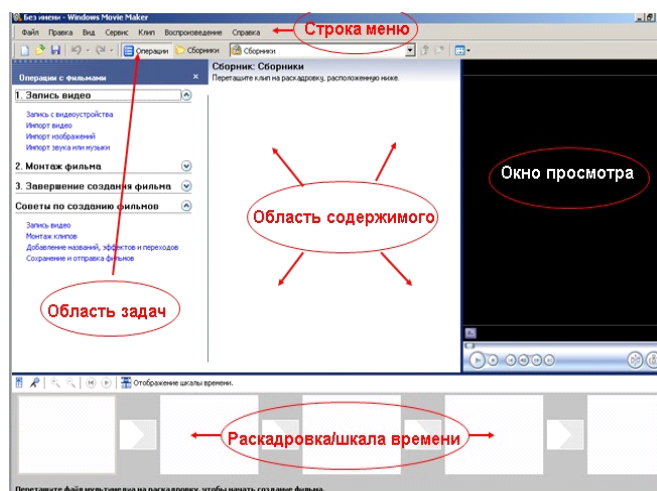 Без имени - Windows Movie Maker
Файл Правка Вид Сервис Клип Воспроизведение Справка
Строка меню
Операции Сборники Сборники
Операции с фильмами
Сборник: Сборники
Перетащите клип на раскадровку, расположенную ниже.
1. Запись видео
Запись с видеоустройства
Импорт видео
Импорт изображений
Импорт звука или музыки
2. Монтаж фильма
3. Завершение создания фильма
Советы по созданию фильмов
Запись видео
Монтаж клипов
Добавление названий, эффектов и переходов
Сохранение и отправка фильмов
Область задач
Область содержимого
Окно просмотра
Отображение шкалы времени.
Раскадровка/шкала времени
Перетащите файл мультимедиа на раскадровку, чтобы начать создание фильма.